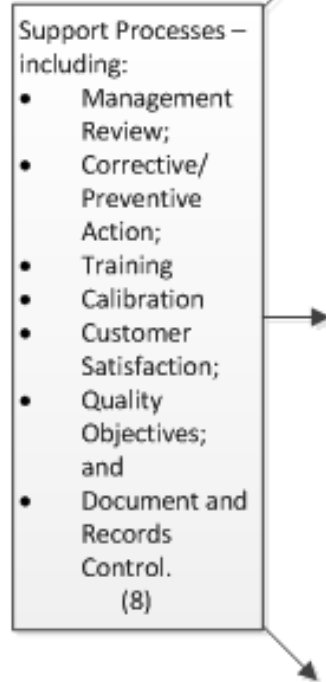 Support Processes –
including:
• Management
Review;
• Corrective/
Preventive
Action;
• Training
• Calibration
• Customer
Satisfaction;
• Quality
Objectives;
and
• Document and
Records
Control.
(8)